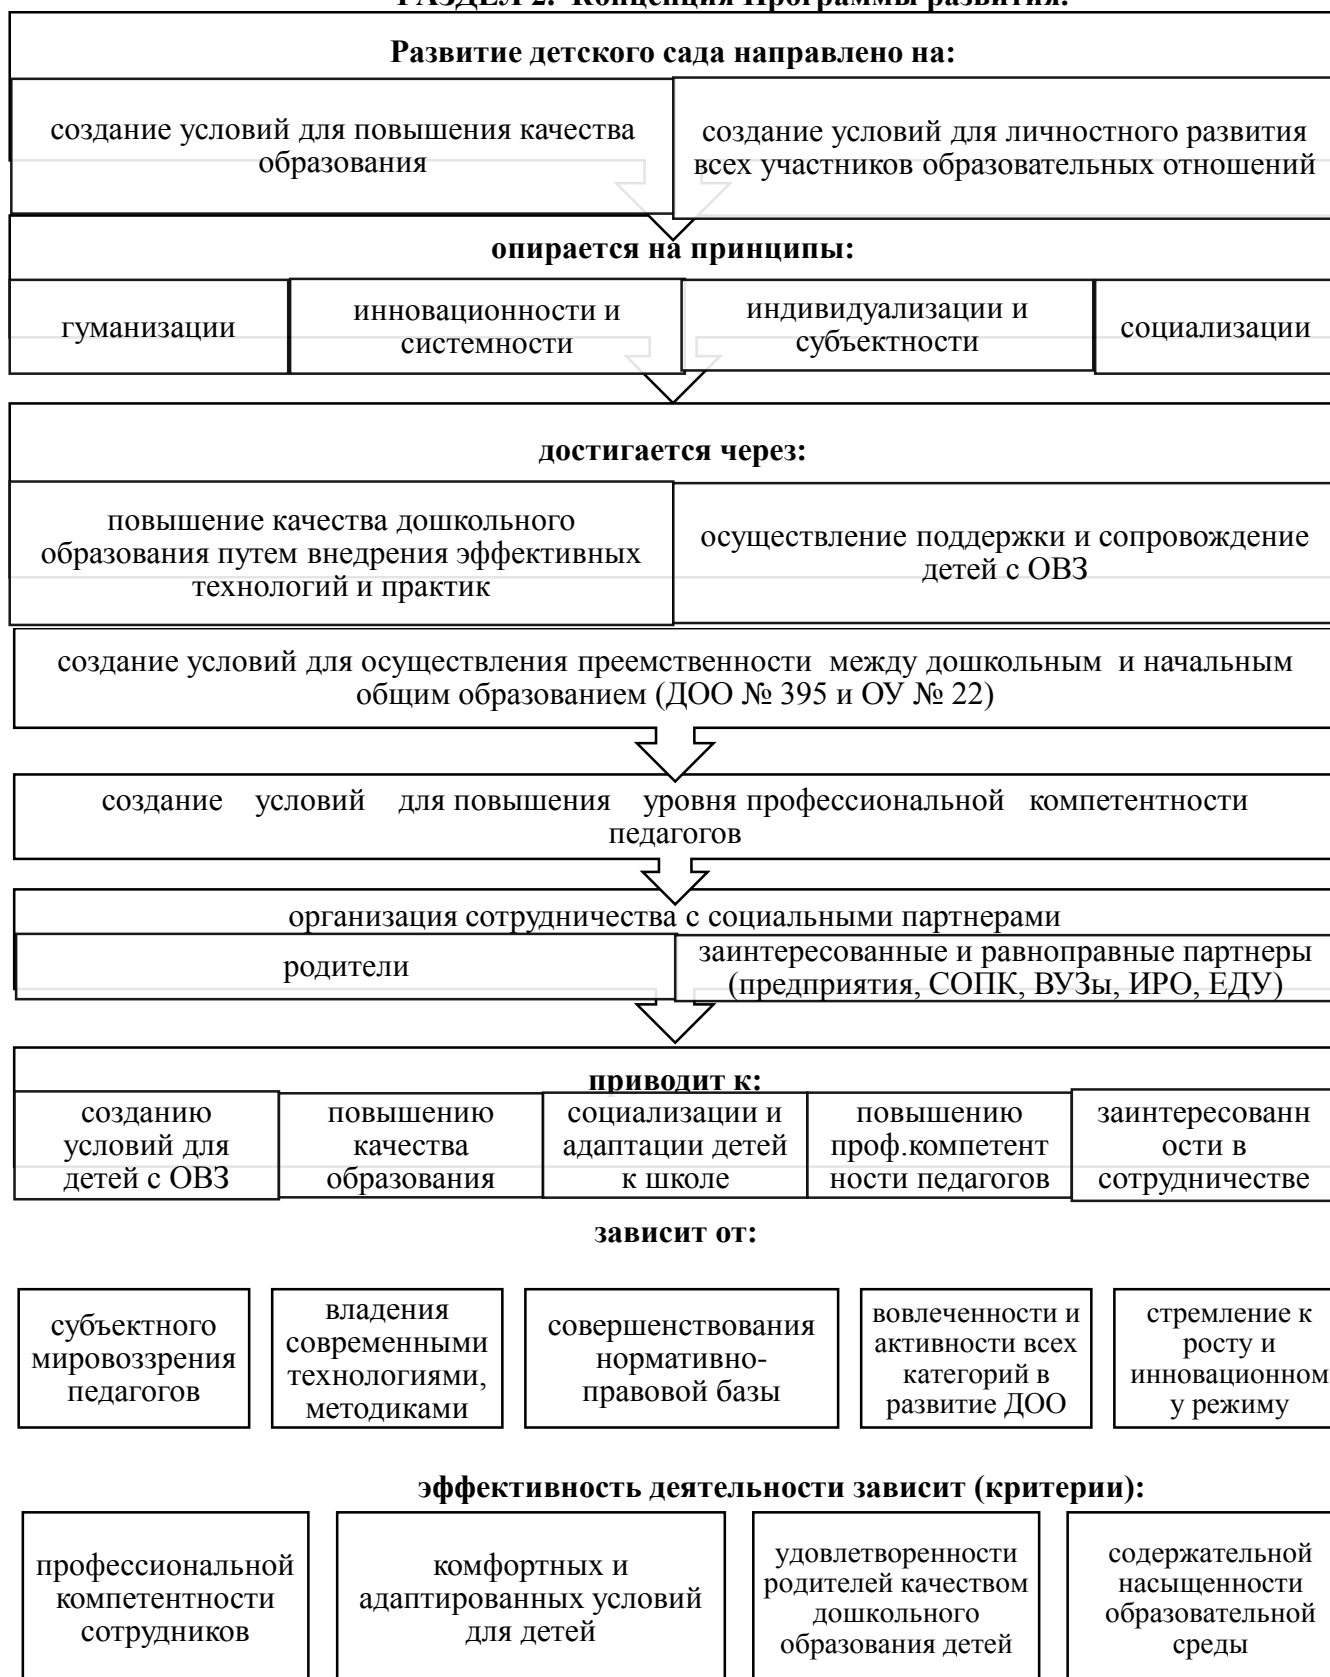 РАЗДЕЛ 2. Концепция Программы развития.
Развитие детского сада направлено на:
создание условий для повышения качества
образования
создание условий для личностного развития
всех участников образовательных отношений
опирается на принципы:
гуманизации
инновационности и
системности
индивидуализации и
субъектности
социализации
достигается через:
повышение качества дошкольного
образования путем внедрения эффективных
технологий и практик
осуществление поддержки и сопровождение
детей с ОВЗ
создание условий для осуществления преемственности между дошкольным и начальным
общим образованием (ДОО № 395 и ОУ № 22)
создание условий для повышения уровня профессиональной компетентности
педагогов
организация сотрудничества с социальными партнерами
родители
заинтересованные и равноправные партнеры
(предприятия, СОПК, ВУЗы, ИРО, ЕДУ)
приводит к:
созданию
условий для
детей с ОВЗ
повышению
качества
образования
социализации и
адаптации детей
к школе
повышению
проф.компетент
ности педагогов
заинтересованн
ости в
сотрудничестве
зависит от:
субъектного
мировоззрения
педагогов
владения
современными
технологиями,
методиками
совершенствования
нормативно-
правовой базы
вовлеченности и
активности всех
категорий в
развитие ДОО
стремление к
росту и
инновационном
у режиму
эффективность деятельности зависит (критерии):
профессиональной
компетентности
сотрудников
комфортных и
адаптированных условий
для детей
удовлетворенности
родителей качеством
дошкольного
образования детей
содержательной
насыщенности
образовательной
среды